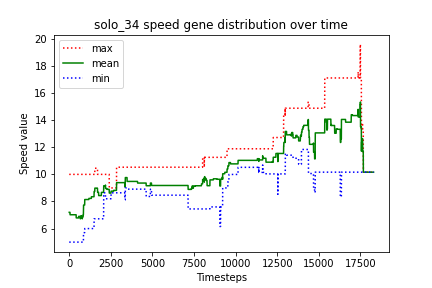 solo_34 speed gene distribution over time
max
mean
min
Speed value
20
18
16
14
12
10
8
6
0 2500 5000 7500 10000 12500 15000 17500
Timesteps